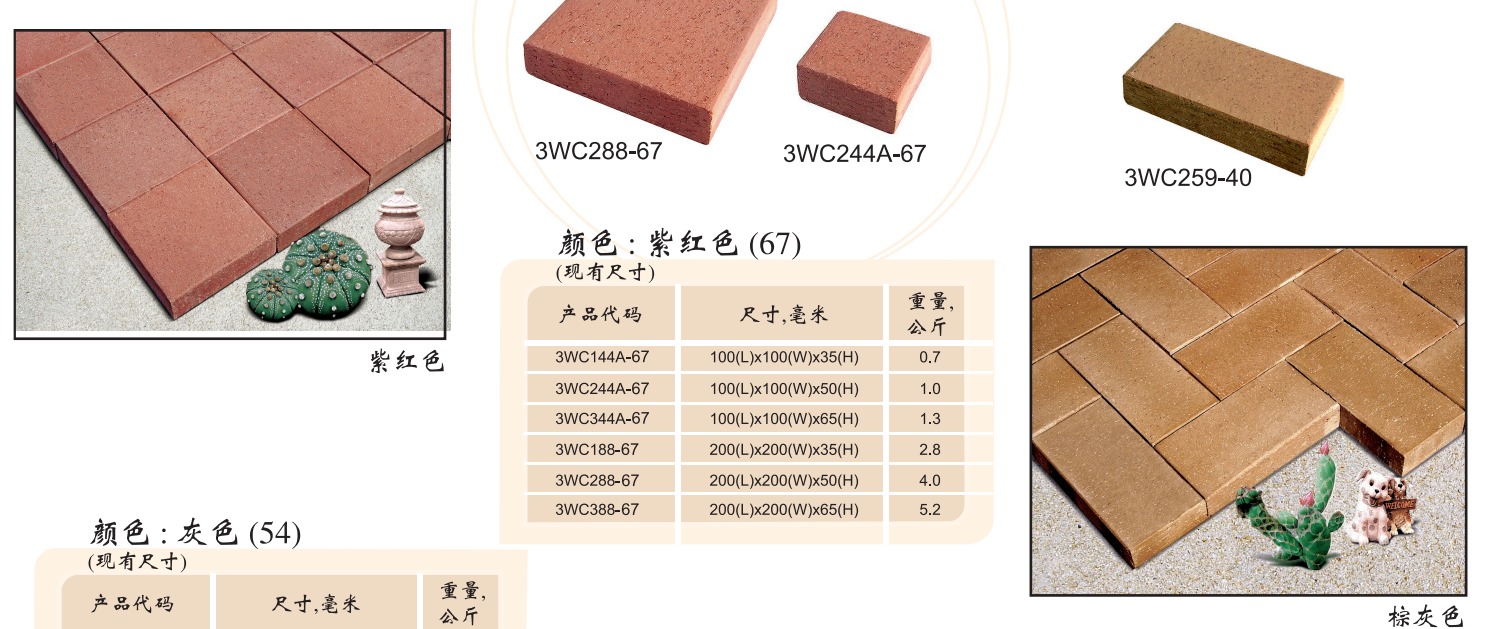 3WC288-67
3WC244A-67
3WC259-40
紫红色
颜色 : 紫红色 (67)
(现有尺寸)
产品代码 尺寸,毫米 重量,公斤
3WC144A-67 100(L)x100(W)x35(H) 0.7
3WC244A-67 100(L)x100(W)x50(H) 1.0
3WC344A-67 100(L)x100(W)x65(H) 1.3
3WC188-67 200(L)x200(W)x35(H) 2.8
3WC288-67 200(L)x200(W)x50(H) 4.0
3WC388-67 200(L)x200(W)x65(H) 5.2
WELCOME
棕灰色
颜色 : 灰色 (54)
(现有尺寸)
产品代码 尺寸,毫米 重量,公斤